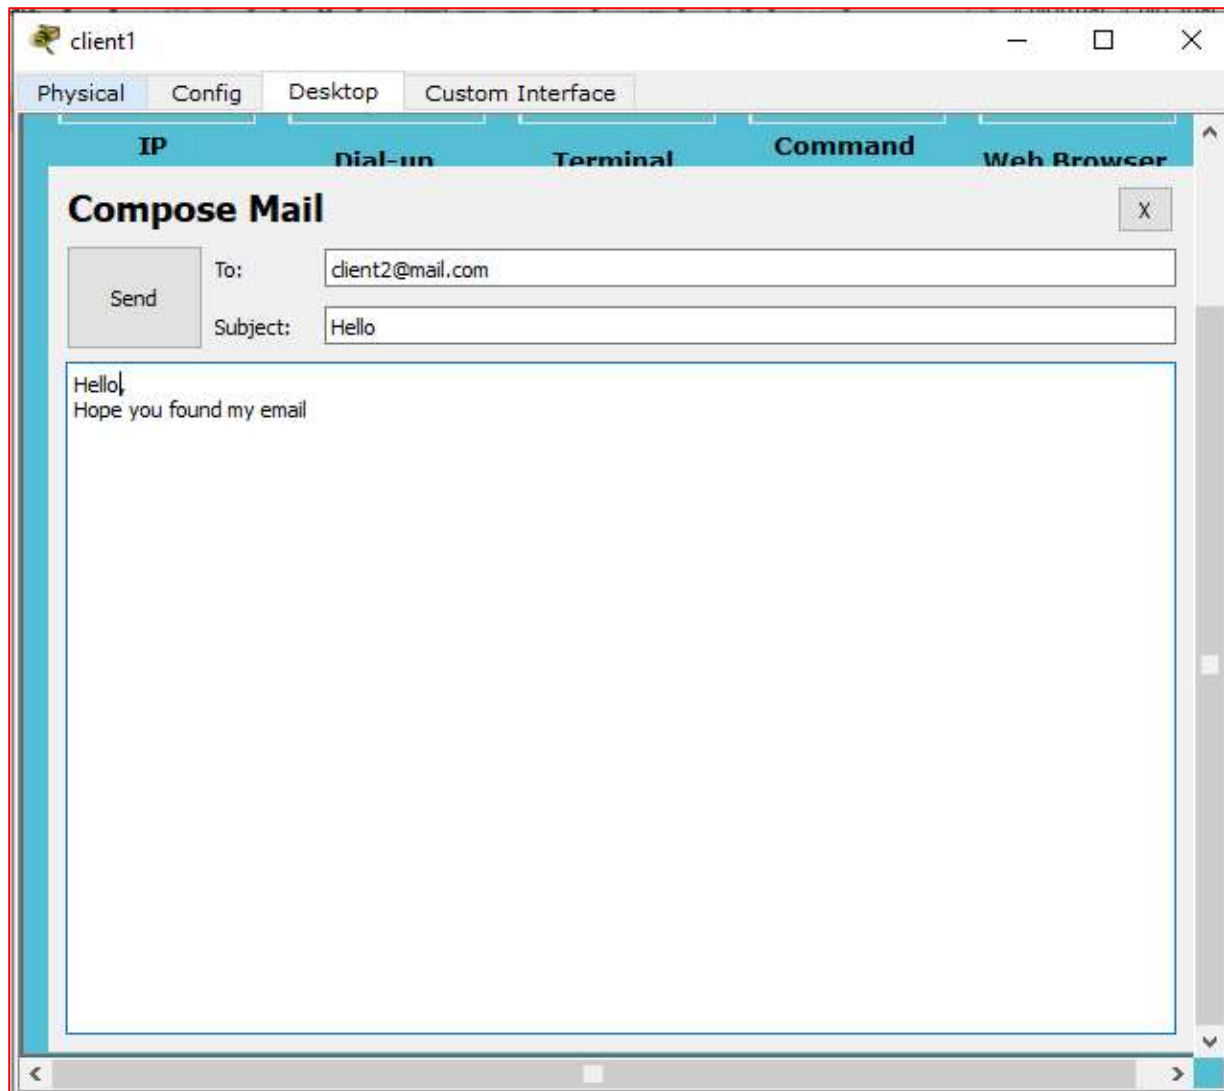 client1
Physical Config Desktop Custom Interface
IP Dial-up Terminal Command Web Browser
Compose Mail X
Send
To: client2@mail.com
Subject: Hello
Hello,
Hope you found my email